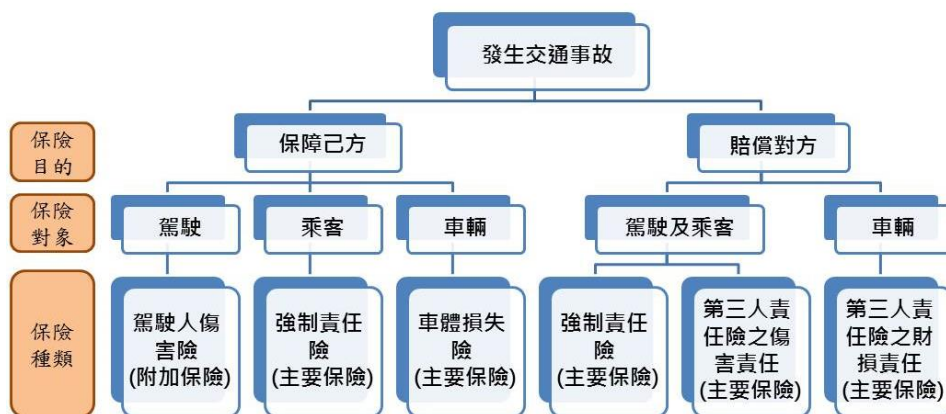 發生交通事故
保險
目的
保障己方
賠償對方
保險
對象
駕駛
乘客
車輛
駕駛及乘客
車輛
保險
種類
駕駛人傷
害險
(附加保險)
強制責任
險
(主要保險)
車體損失
險
(主要保險)
強制責任
險
(主要保險)
第三人責
任險之傷
害責任
(主要保險)
第三人責
任險之財
損責任
(主要保險)